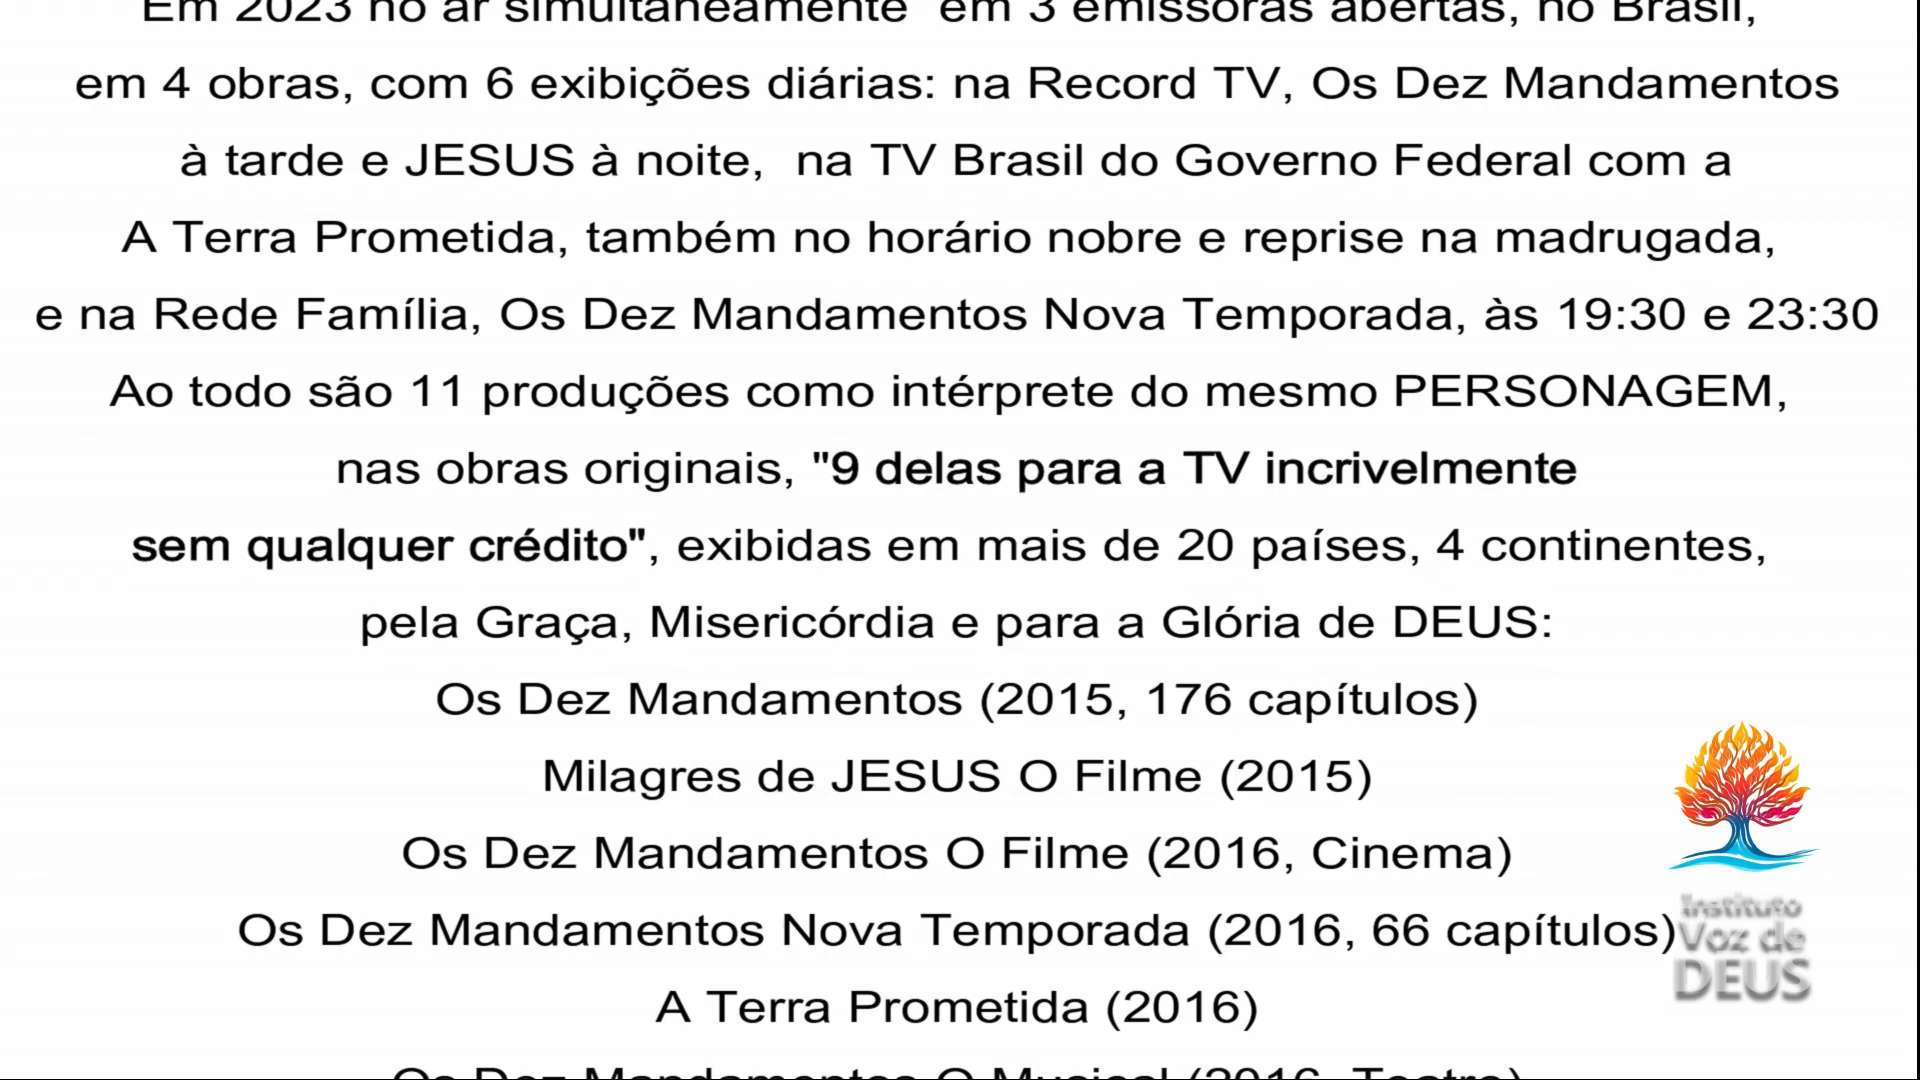 Em 2023 no ar simultaneamente  em 3 emissoras abertas, no Brasil,
em 4 obras, com 6 exibições diárias: na Record TV, Os Dez Mandamentos
à tarde e JESUS à noite,  na TV Brasil do Governo Federal com a
A Terra Prometida, também no horário nobre e reprise na madrugada,
e na Rede Família, Os Dez Mandamentos Nova Temporada, às 19:30 e 23:30
Ao todo são 11 produções como intérprete do mesmo PERSONAGEM,
nas obras originais, "9 delas para a TV incrivelmente
sem qualquer crédito", exibidas em mais de 20 países, 4 continentes,
pela Graça, Misericórdia e para a Glória de DEUS:
Os Dez Mandamentos (2015, 176 capítulos)
Milagres de JESUS O Filme (2015)
Os Dez Mandamentos O Filme (2016, Cinema)
Os Dez Mandamentos Nova Temporada (2016, 66 capítulos)
A Terra Prometida (2016)
Os Dez Mandamentos O Musical (2016, Teatro)
Instituto
Voz de
DEUS